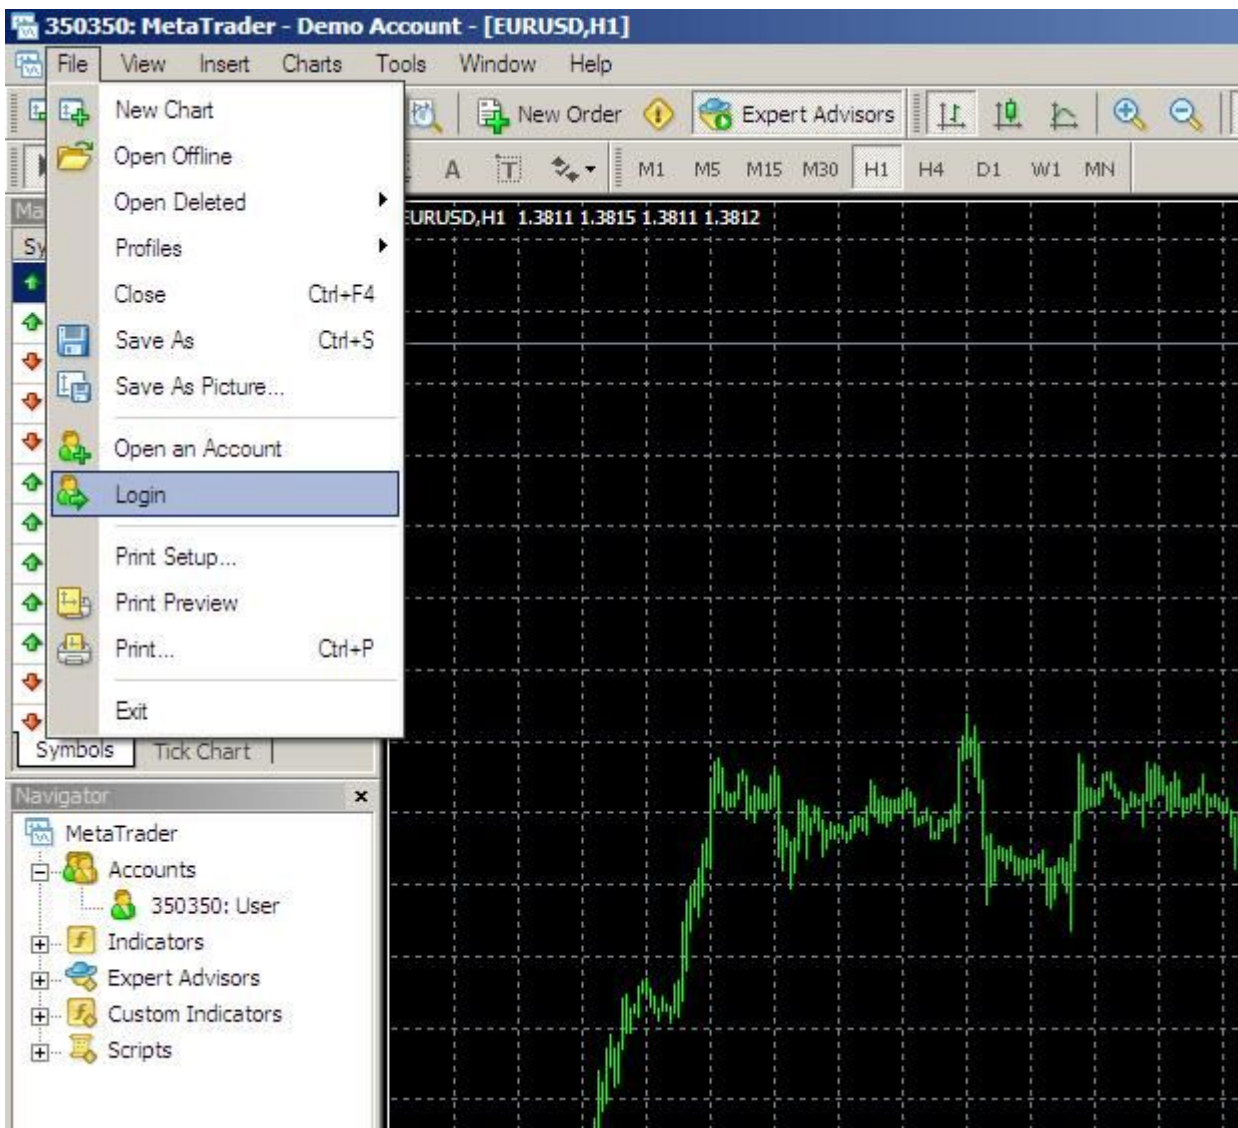 350350: MetaTrader - Demo Account - [EURUSD,H1]
File View Insert Charts Tools Window Help
New Order Expert Advisors
A T M1 M5 M15 M30 H1 H4 D1 W1 MN
New Chart
Open Offline
Open Deleted
Profiles
Close Ctrl+F4
Save As Ctrl+S
Save As Picture...
Open an Account
Login
Print Setup...
Print Preview
Print... Ctrl+P
Exit
Ma
Sy
EURUSD,H1 1.3811 1.3815 1.3811 1.3812
Symbols Tick Chart
Navigator x
MetaTrader
Accounts
350350: User
Indicators
Expert Advisors
Custom Indicators
Scripts